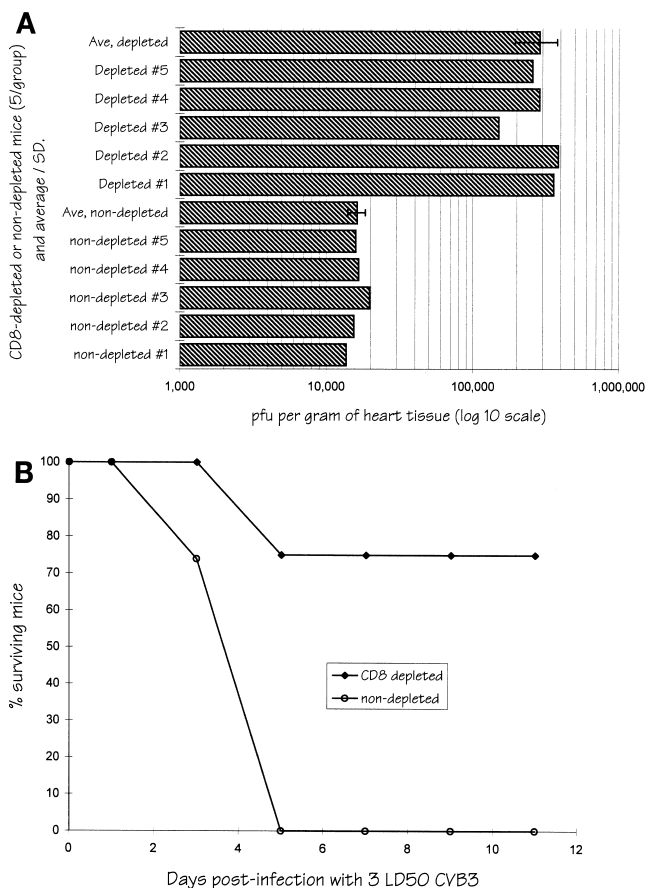 A
CD8-depleted or non-depleted mice (5/group)
and average / SD.
Ave, depleted
Depleted #5
Depleted #4
Depleted #3
Depleted #2
Depleted #1
Ave, non-depleted
non-depleted #5
non-depleted #4
non-depleted #3
non-depleted #2
non-depleted #1
1,000 10,000 100,000 1,000,000
pfu per gram of heart tissue (log 10 scale)
B
% surviving mice
100
90
80
70
60
50
40
30
20
10
0
CD8 depleted
non-depleted
0 2 4 6 8 10 12
Days post-infection with 3 LD50 CVB3